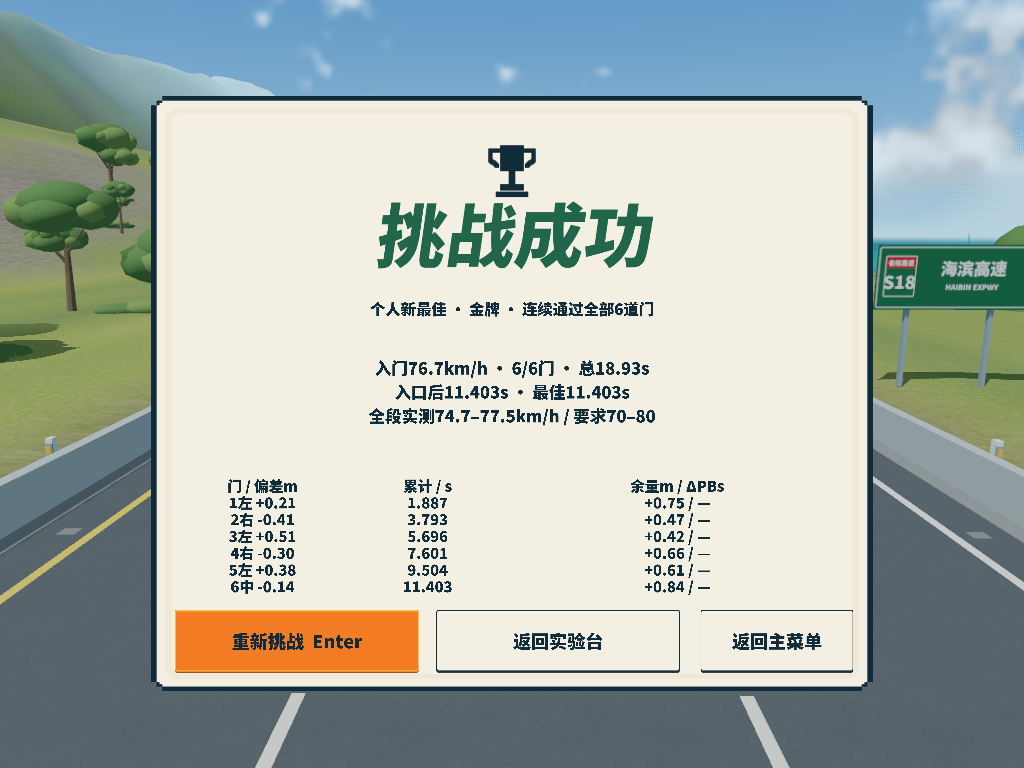 挑战成功
个人新最佳 · 金牌 · 连续通过全部6道门
入门76.7km/h · 6/6门 · 总18.93s
入口后11.403s · 最佳11.403s
全段实测74.7–77.5km/h / 要求70–80
门 / 偏差m 累计 / s 余量m / ΔPBs
1左 +0.21 1.887 +0.75 / —
2右 -0.41 3.793 +0.47 / —
3左 +0.51 5.696 +0.42 / —
4右 -0.30 7.601 +0.66 / —
5左 +0.38 9.504 +0.61 / —
6中 -0.14 11.403 +0.84 / —
重新挑战 Enter
返回实验台
返回主菜单
S18
海滨高速
HAIBIN EXPWY